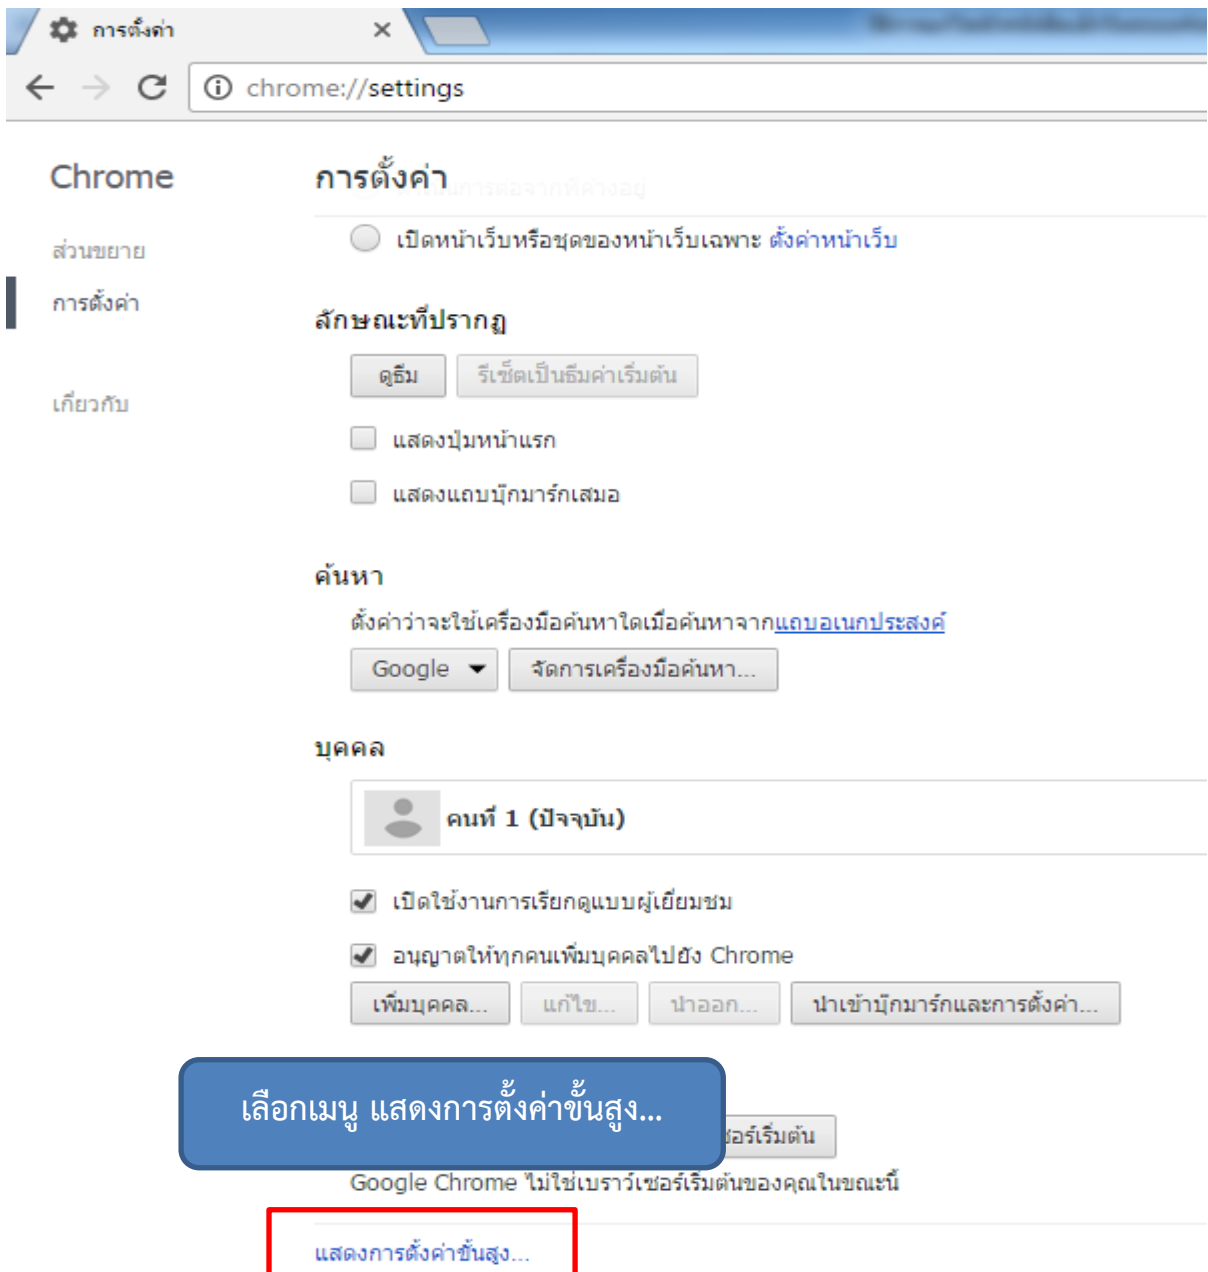 การตั้งค่า
chrome://settings
Chrome
การตั้งค่า
ส่วนขยาย
การตั้งค่า
เกี่ยวกับ
เปิดหน้าเว็บหรือชุดของหน้าเว็บเฉพาะ ตั้งค่าหน้าเว็บ
ลักษณะที่ปรากฏ
ดูธีม
รีเซ็ตเป็นธีมค่าเริ่มต้น
แสดงปุ่มหน้าแรก
แสดงแถบบุ๊กมาร์กเสมอ
ค้นหา
ตั้งค่าว่าจะใช้เครื่องมือค้นหาใดเมื่อค้นหาจากแถบอเนกประสงค์
Google
จัดการเครื่องมือค้นหา...
บุคคล
คนที่ 1 (ปัจจุบัน)
เปิดใช้งานการเรียกดูแบบผู้เยี่ยมชม
อนุญาตให้ทุกคนเพิ่มบุคคลไปยัง Chrome
เพิ่มบุคคล...
แก้ไข...
นำออก...
นำเข้าบุ๊กมาร์กและการตั้งค่า...
เลือกเมนู แสดงการตั้งค่าขั้นสูง...
ซอร์เริ่มต้น
Google Chrome ไม่ใช่เบราว์เซอร์เริ่มต้นของคุณในขณะนี้
แสดงการตั้งค่าขั้นสูง...